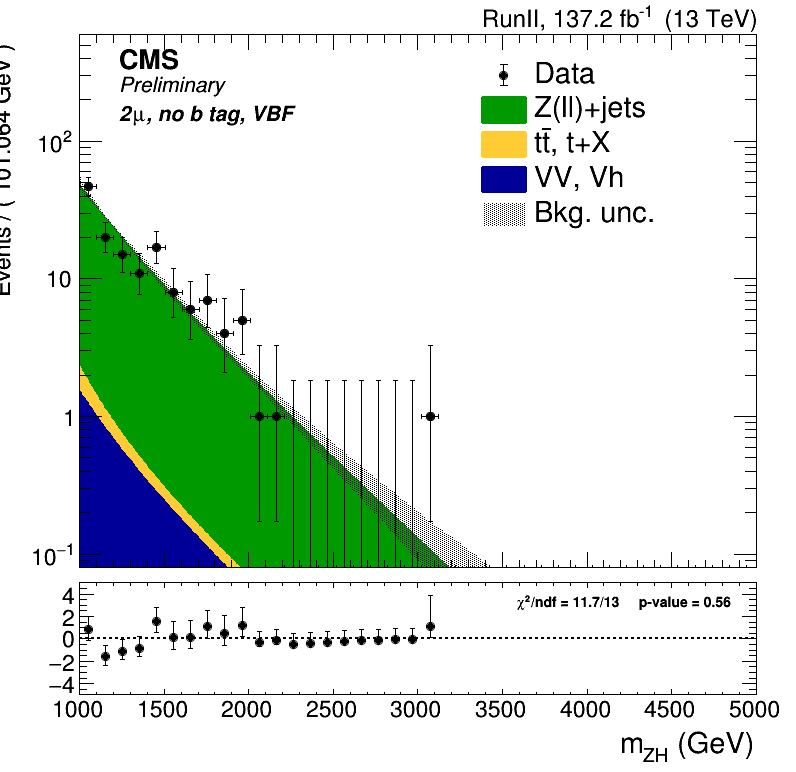 RunII, 137.2 fb⁻¹ (13 TeV)
CMS
Preliminary
2μ, no b tag, VBF
Data
Z(ll)+jets
tt̄, t+X
VV, Vh
Bkg. unc.
Events / ( 101.064 GeV )
10²
10
1
10⁻¹
χ²/ndf = 11.7/13 p-value = 0.56
4
2
0
−2
−4
1000 1500 2000 2500 3000 3500 4000 4500 5000
m_ZH (GeV)